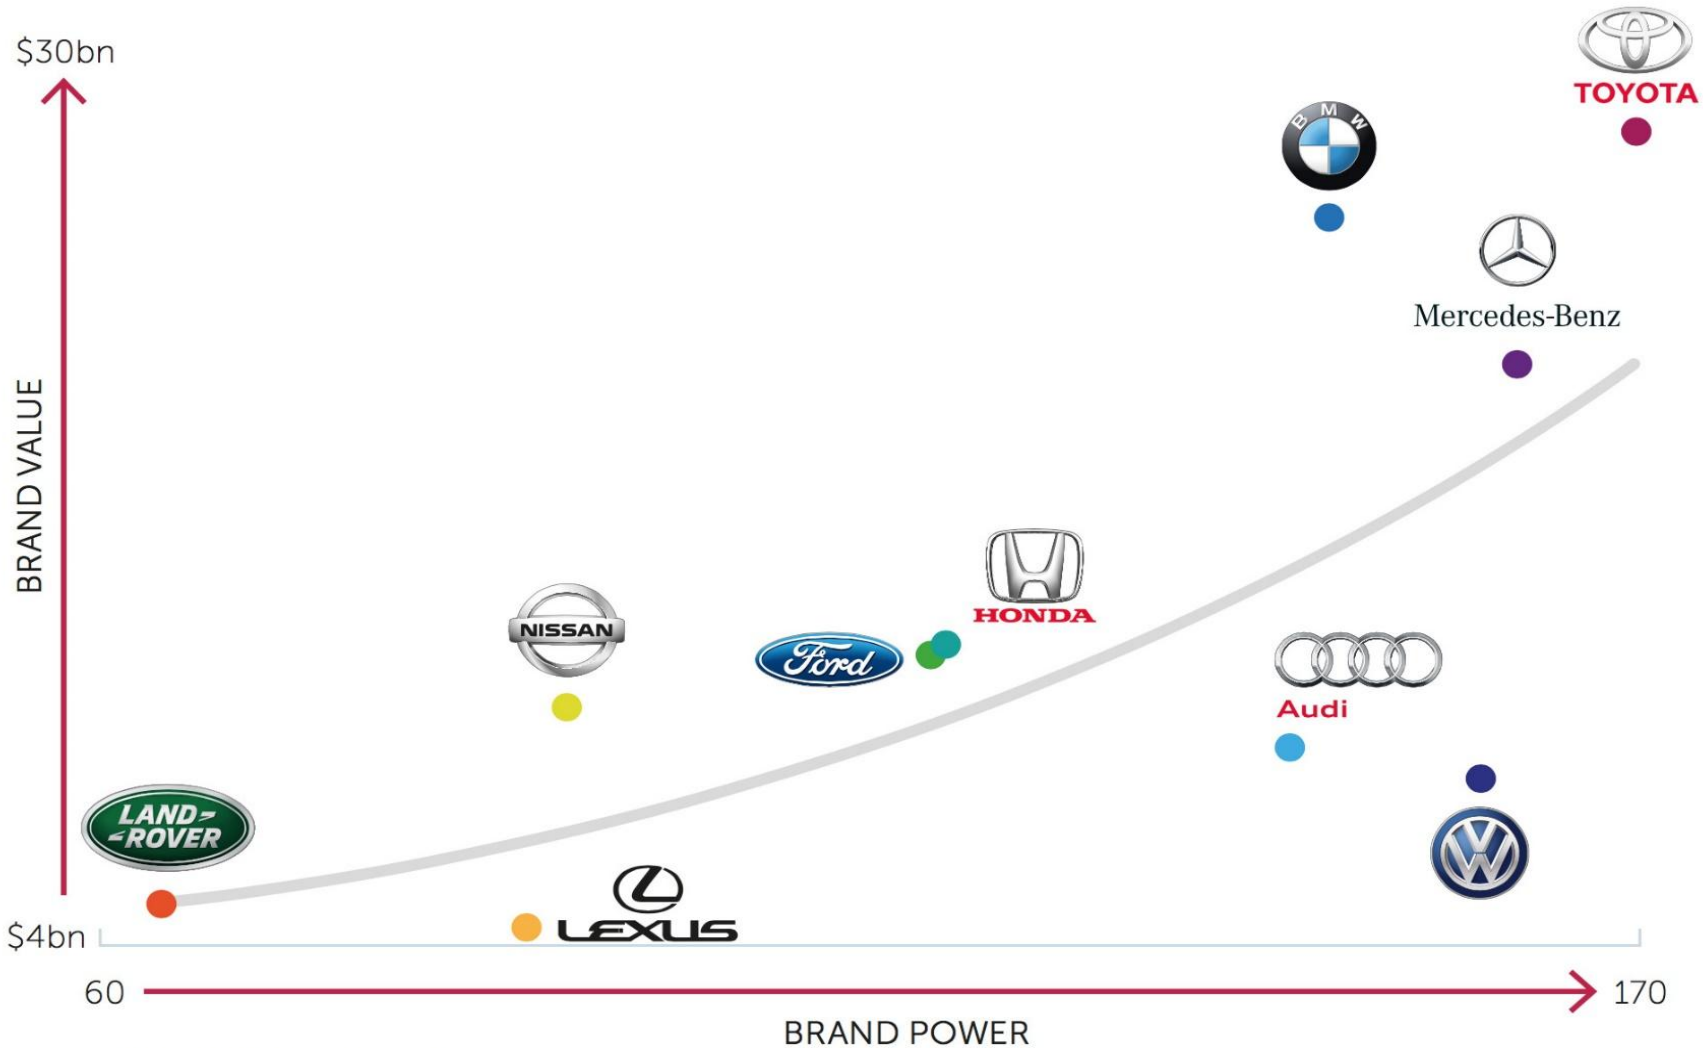 $30bn
TOYOTA
BMW
Mercedes-Benz
BRAND VALUE
HONDA
NISSAN
Ford
Audi
LAND-
-ROVER
VW
LEXUS
$4bn
60
170
BRAND POWER